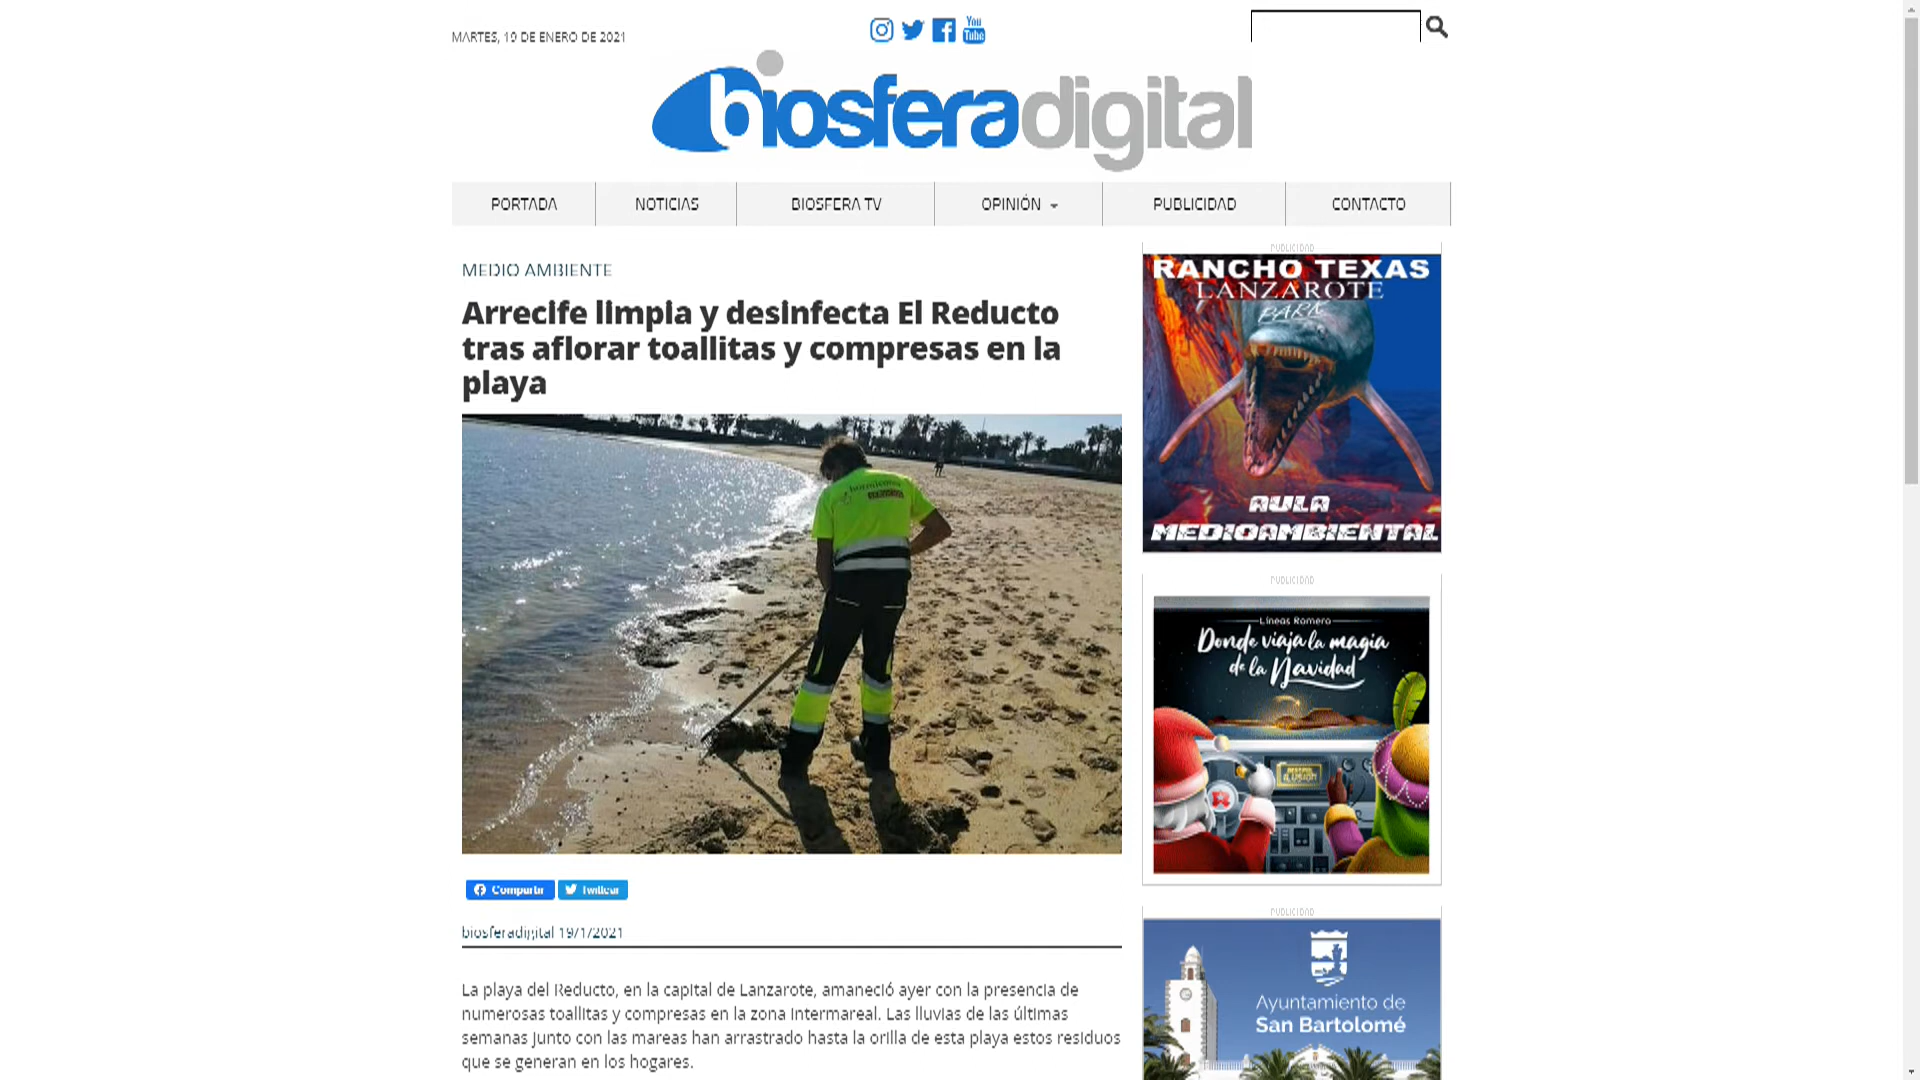 MARTES, 19 DE ENERO DE 2021
You
Tube
biosferadigital
PORTADA
NOTICIAS
BIOSFERA TV
OPINIÓN
PUBLICIDAD
CONTACTO
MEDIO AMBIENTE
Arrecife limpia y desinfecta El Reducto
tras aflorar toallitas y compresas en la
playa
Compartir
Twittear
biosferadigital 19/1/2021
La playa del Reducto, en la capital de Lanzarote, amaneció ayer con la presencia de
numerosas toallitas y compresas en la zona intermareal. Las lluvias de las últimas
semanas junto con las mareas han arrastrado hasta la orilla de esta playa estos residuos
que se generan en los hogares.
PUBLICIDAD
RANCHO TEXAS
LANZAROTE
PARK
AULA
MEDIOAMBIENTAL
PUBLICIDAD
Líneas Romero
Donde viaja la magia
de la Navidad
PUBLICIDAD
Ayuntamiento de
San Bartolomé